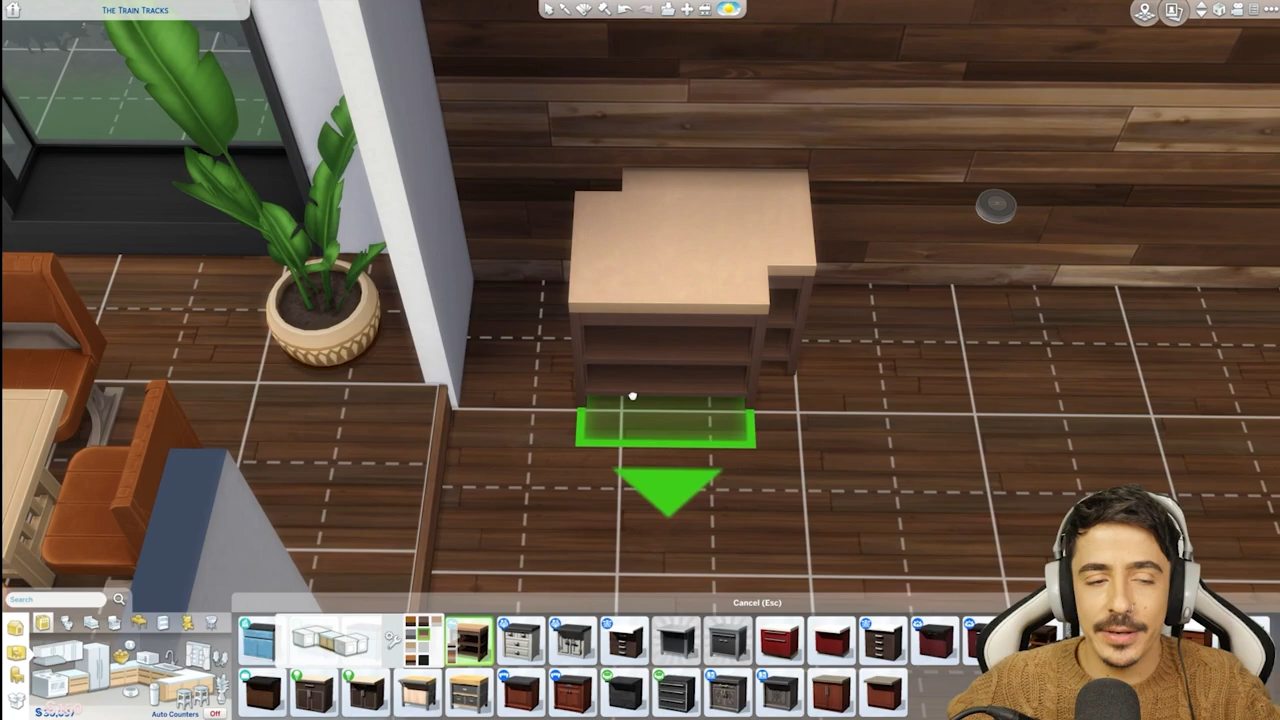 THE TRAIN TRACKS
Cancel (Esc)
Search
Auto Counters
Off